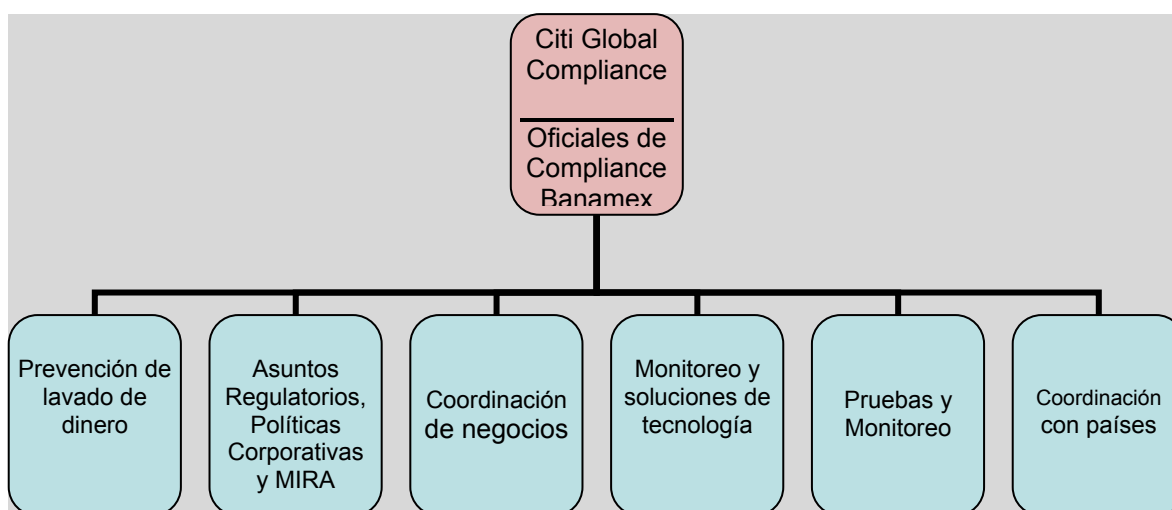 Citi Global
Compliance
Oficiales de
Compliance
Banamex
Prevención de
lavado de
dinero
Asuntos
Regulatorios,
Políticas
Corporativas
y MIRA
Coordinación
de negocios
Monitoreo y
soluciones de
tecnología
Pruebas y
Monitoreo
Coordinación
con países